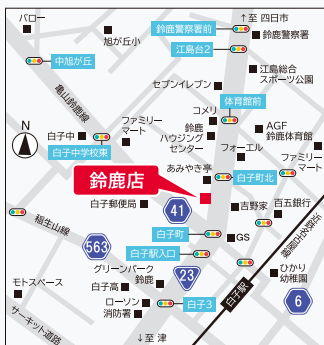 バロー
旭が丘小
鈴鹿警察署前
↑至 四日市
鈴鹿警察署
中旭が丘
江島台2
江島総合
スポーツ公園
セブンイレブン
亀山鈴鹿線
体育館前
コメリ
N
ファミリー
マート
鈴鹿
ハウジング
センター
AGF
鈴鹿体育館
白子中
白子中学校東
フォーエル
ファミリー
マート
あみやき亭
白子町北
鈴鹿店
白子郵便局
41
吉野家
百五銀行
稲生山線
白子町
563
白子駅入口
GS
近鉄名古屋線
グリーンパーク
鈴鹿
23
ひかり
幼稚園
モトスペース
白子高
白子駅
6
ローソン
白子3
消防署
サーキット道路
↓至 津